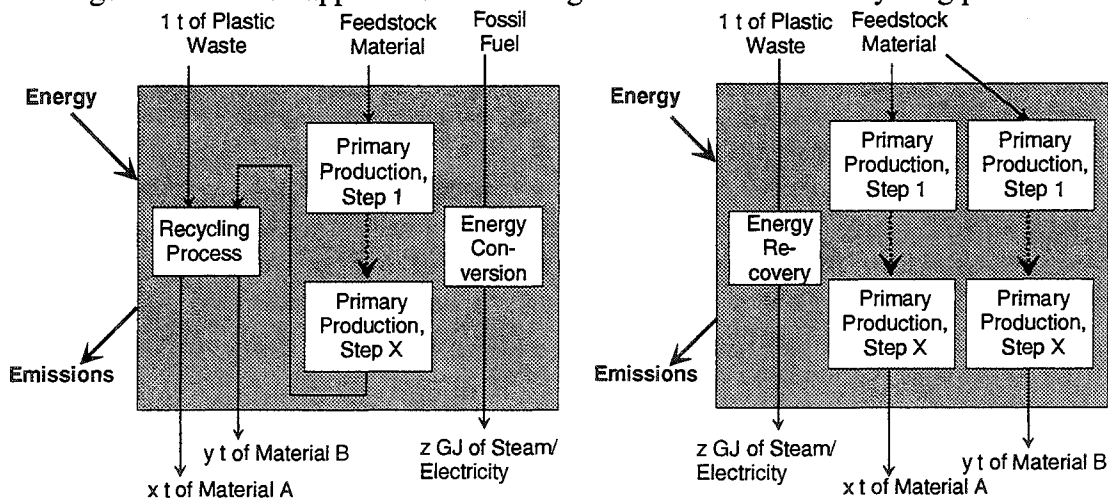 1 t of Plastic
Waste
Feedstock
Material
Fossil
Fuel
Energy
Primary
Production,
Step 1
Recycling
Process
Energy
Con-
version
Primary
Production,
Step X
Emissions
y t of Material B
x t of Material A
z GJ of Steam/
Electricity
1 t of Plastic
Waste
Feedstock
Material
Energy
Primary
Production,
Step 1
Primary
Production,
Step 1
Energy
Re-
covery
Primary
Production,
Step X
Primary
Production,
Step X
Emissions
z GJ of Steam/
Electricity
x t of Material A
y t of Material B